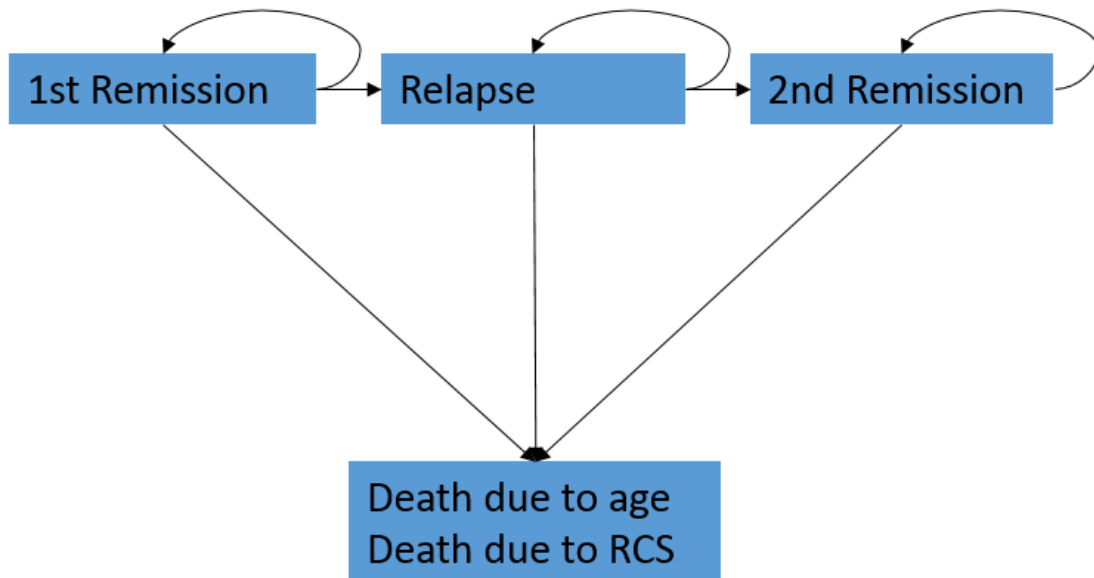 1st Remission
Relapse
2nd Remission
Death due to age
Death due to RCS